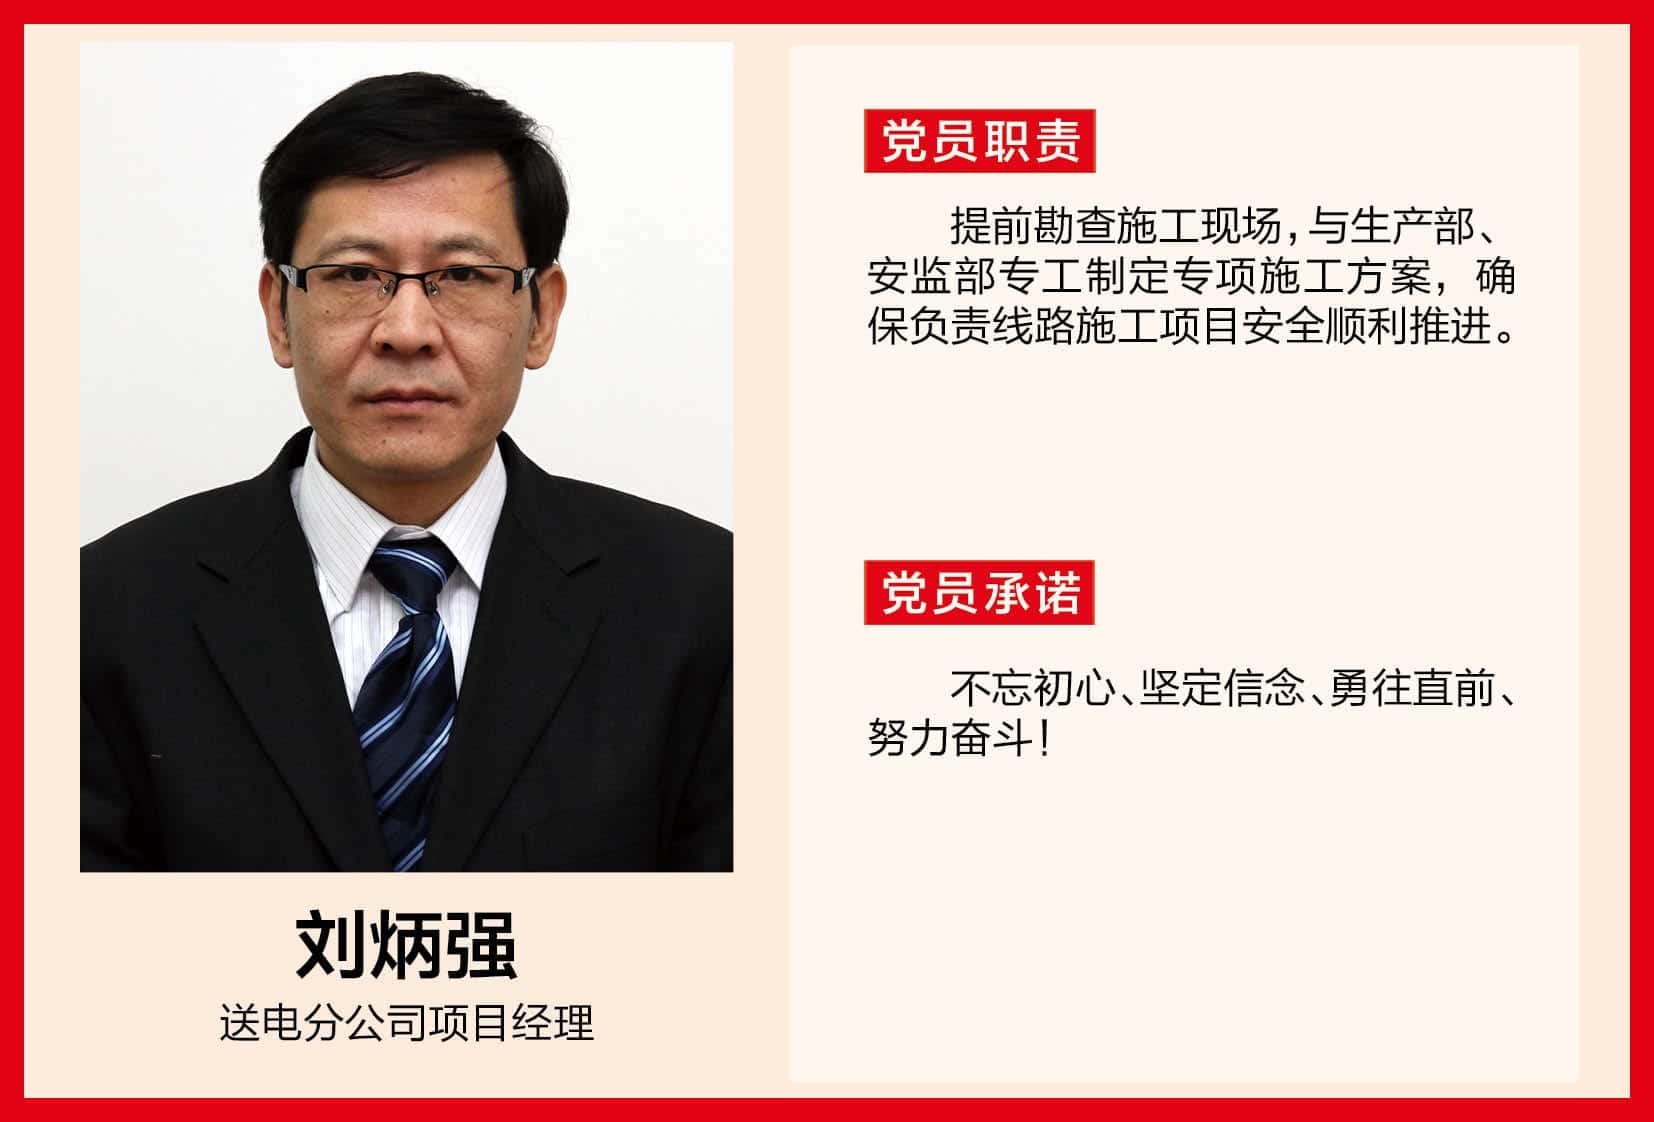 党员职责
提前勘查施工现场，与生产部、
安监部专工制定专项施工方案，确
保负责线路施工项目安全顺利推进。
党员承诺
不忘初心、坚定信念、勇往直前、
努力奋斗！
刘炳强
送电分公司项目经理